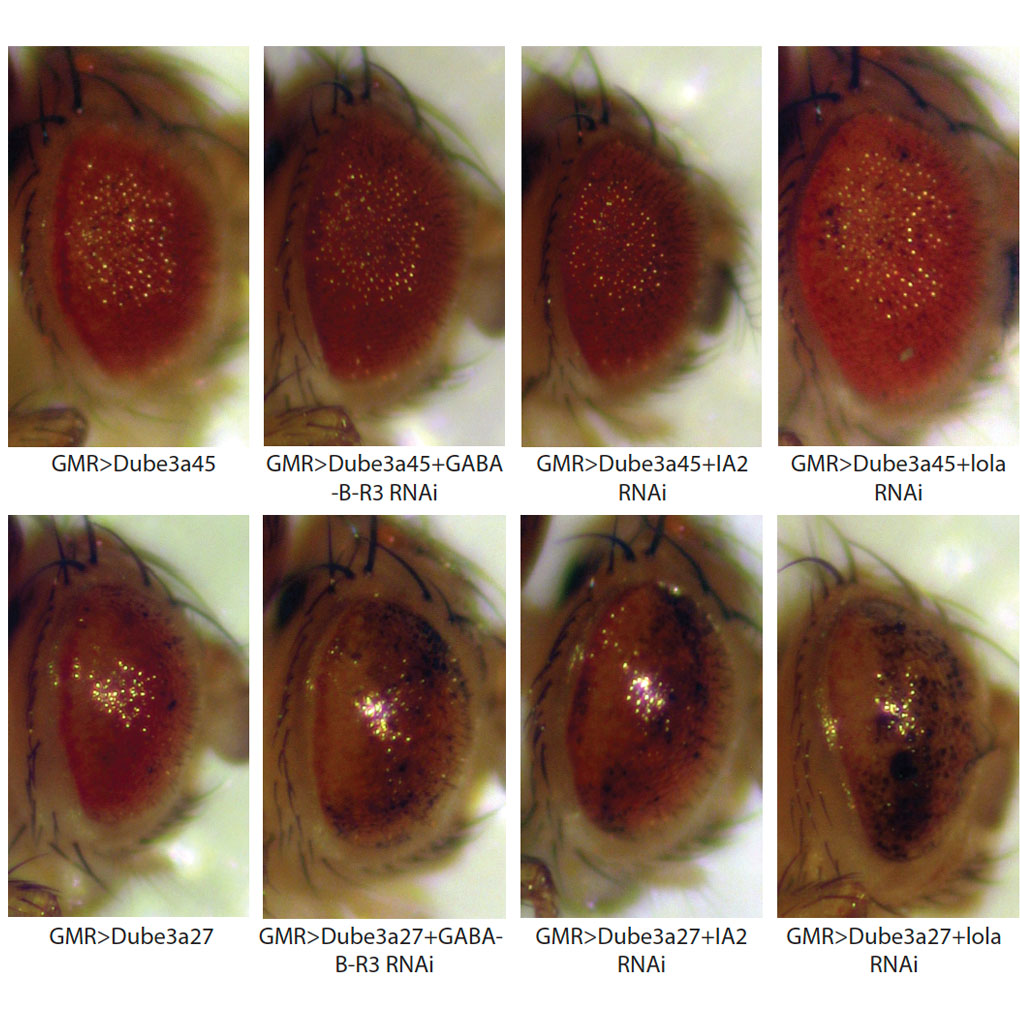 GMR>Dube3a45
GMR>Dube3a45+GABA
-B-R3 RNAi
GMR>Dube3a45+IA2
RNAi
GMR>Dube3a45+lola
RNAi
GMR>Dube3a27
GMR>Dube3a27+GABA-
B-R3 RNAi
GMR>Dube3a27+IA2
RNAi
GMR>Dube3a27+lola
RNAi